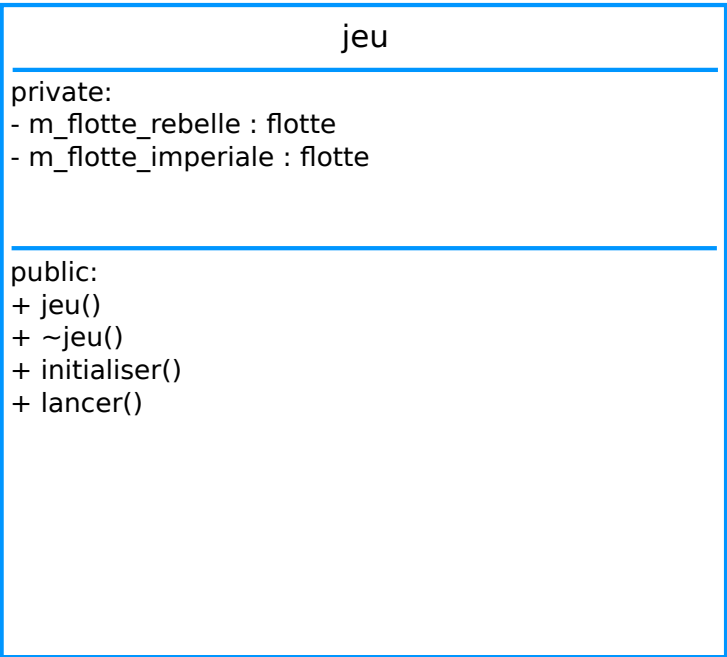 jeu
private:
- m_flotte_rebelle : flotte
- m_flotte_imperiale : flotte
public:
+ jeu()
+ ~jeu()
+ initialiser()
+ lancer()